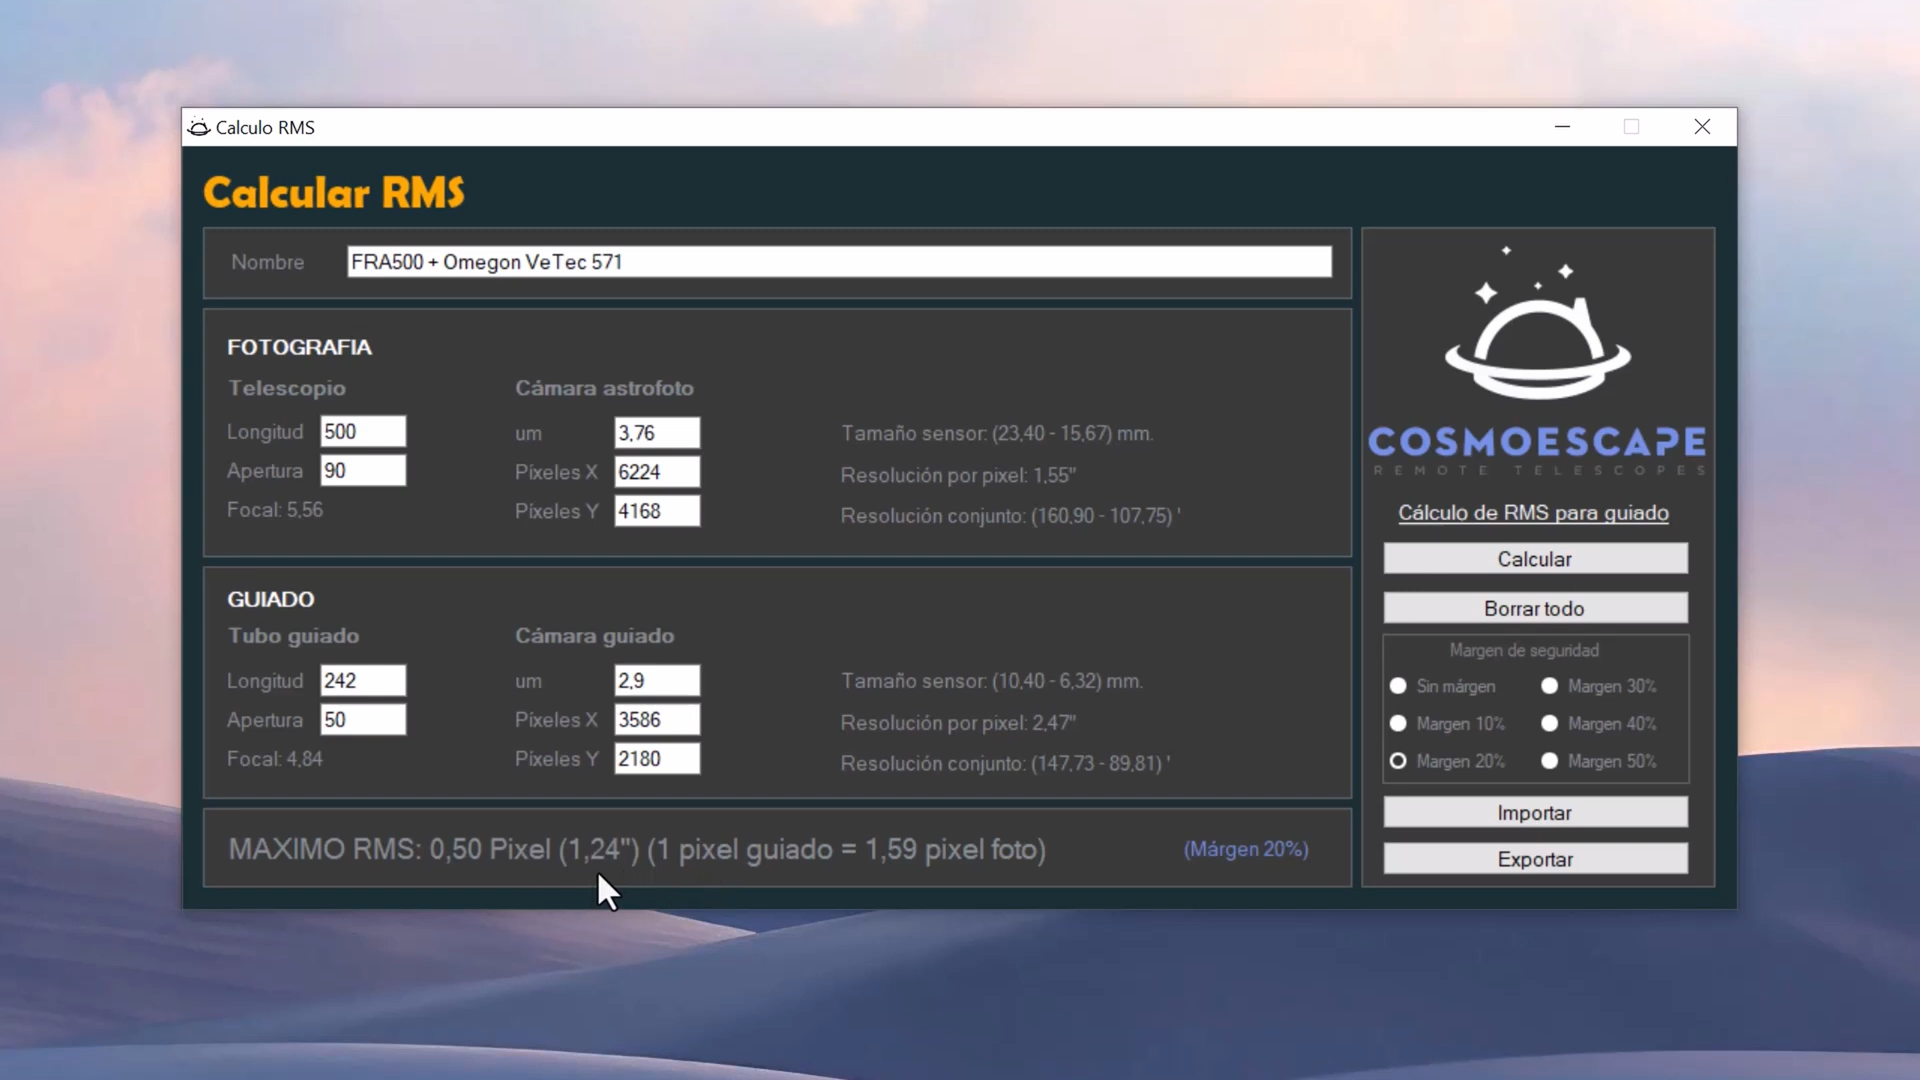 Calculo RMS
Calcular RMS
Nombre FRA500 + Omegon VeTec 571
FOTOGRAFIA
Telescopio Cámara astrofoto
Longitud 500 um 3,76 Tamaño sensor: (23,40 - 15,67) mm.
Apertura 90 Píxeles X 6224 Resolución por pixel: 1,55"
Focal: 5,56 Píxeles Y 4168 Resolución conjunto: (160,90 - 107,75) '
GUIADO
Tubo guiado Cámara guiado
Longitud 242 um 2,9 Tamaño sensor: (10,40 - 6,32) mm.
Apertura 50 Píxeles X 3586 Resolución por pixel: 2,47"
Focal: 4,84 Píxeles Y 2180 Resolución conjunto: (147,73 - 89,81) '
MAXIMO RMS: 0,50 Pixel (1,24") (1 pixel guiado = 1,59 pixel foto) (Márgen 20%)
COSMOESCAPE
REMOTE TELESCOPES
Cálculo de RMS para guiado
Calcular
Borrar todo
Margen de seguridad
Sin márgen Margen 30%
Margen 10% Margen 40%
Margen 20% Margen 50%
Importar
Exportar